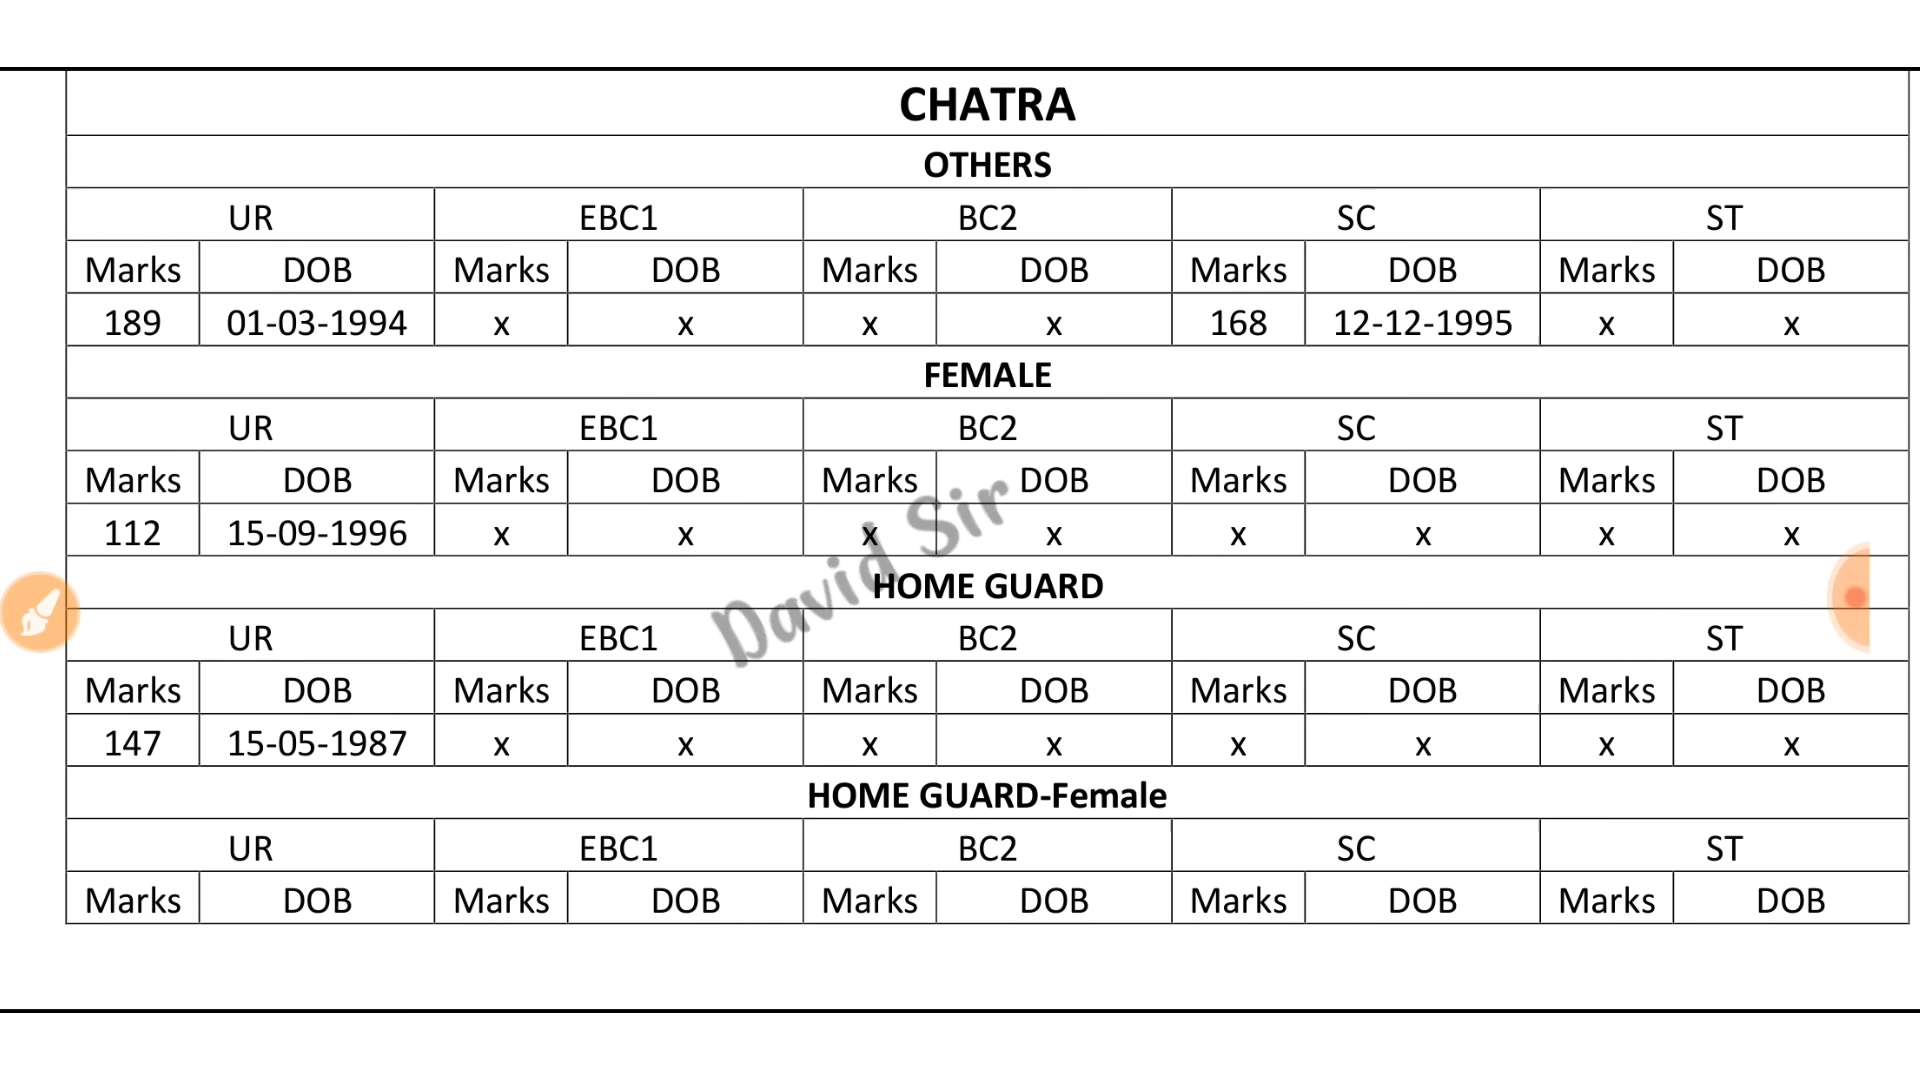 CHATRA
OTHERS
UR EBC1 BC2 SC ST
Marks DOB Marks DOB Marks DOB Marks DOB Marks DOB
189 01-03-1994 x x x x 168 12-12-1995 x x
FEMALE
UR EBC1 BC2 SC ST
Marks DOB Marks DOB Marks DOB Marks DOB Marks DOB
112 15-09-1996 x x x x x x x x
David Sir
HOME GUARD
UR EBC1 BC2 SC ST
Marks DOB Marks DOB Marks DOB Marks DOB Marks DOB
147 15-05-1987 x x x x x x x x
HOME GUARD-Female
UR EBC1 BC2 SC ST
Marks DOB Marks DOB Marks DOB Marks DOB Marks DOB